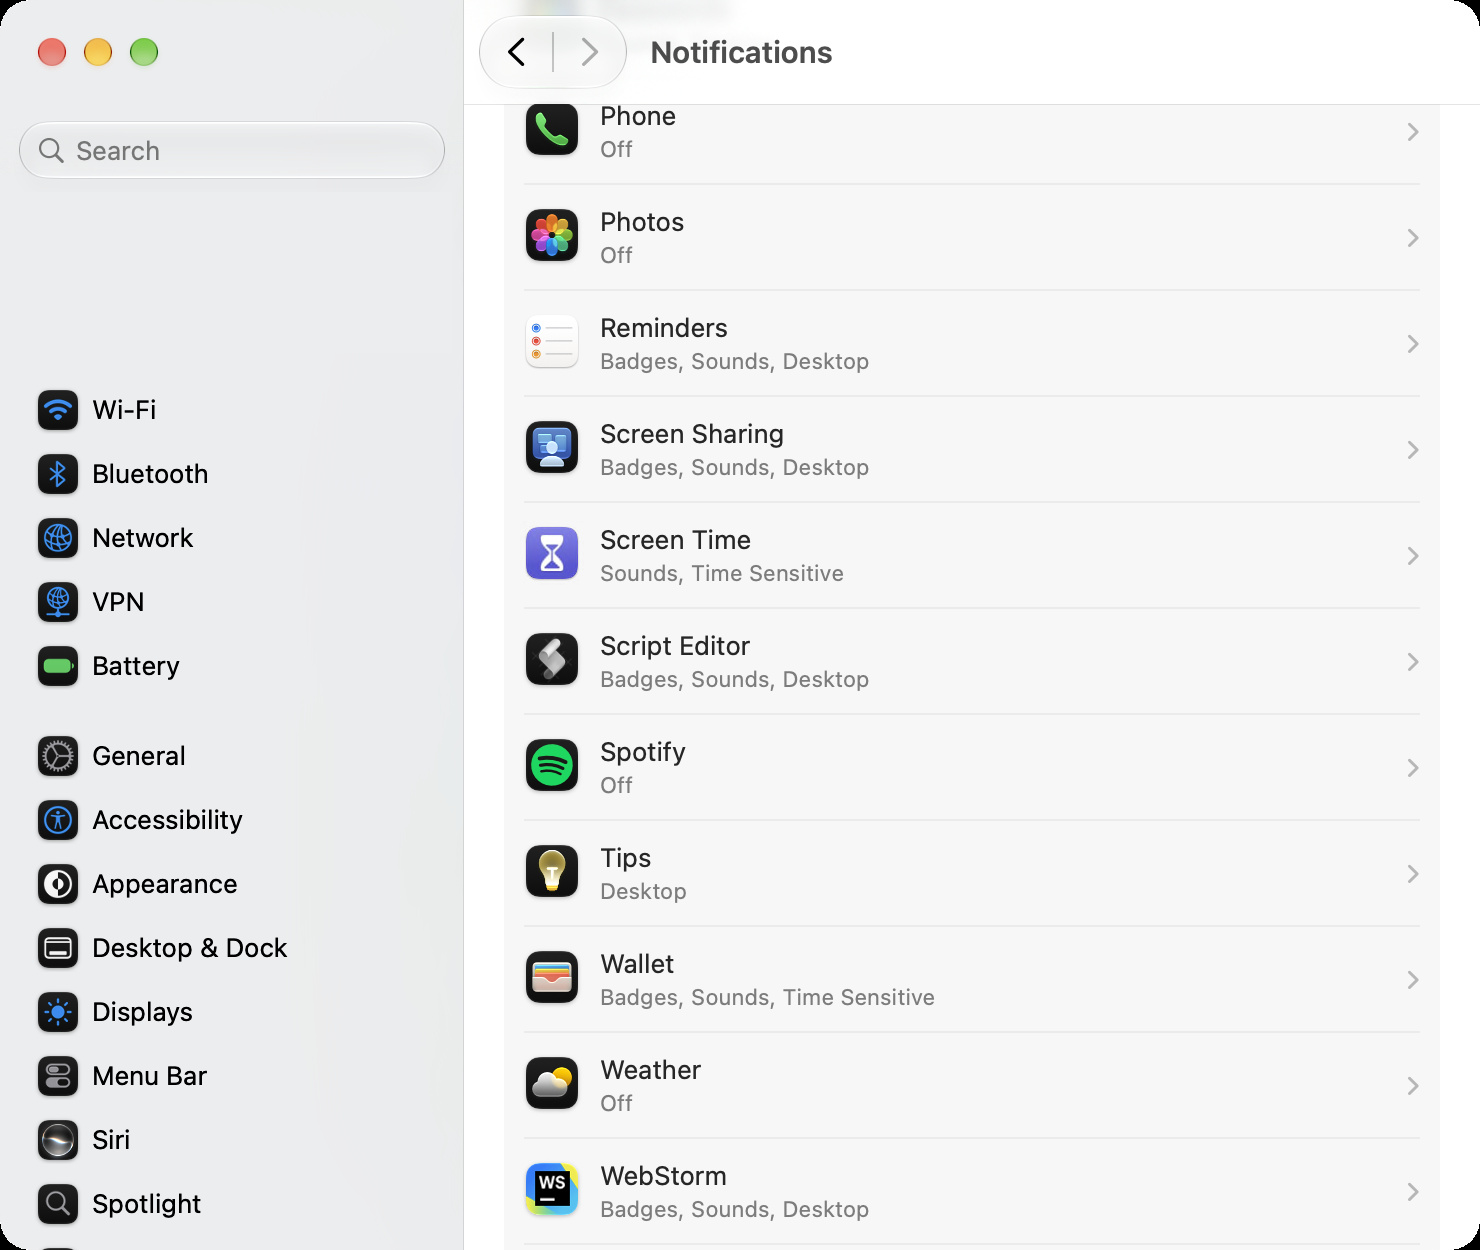 Notifications
Search
Wi-Fi
Bluetooth
Network
VPN
Battery
General
Accessibility
Appearance
Desktop & Dock
Displays
Menu Bar
Siri
Spotlight
Phone
Off
Photos
Off
Reminders
Badges, Sounds, Desktop
Screen Sharing
Badges, Sounds, Desktop
Screen Time
Sounds, Time Sensitive
Script Editor
Badges, Sounds, Desktop
Spotify
Off
Tips
Desktop
Wallet
Badges, Sounds, Time Sensitive
Weather
Off
WS
WebStorm
Badges, Sounds, Desktop